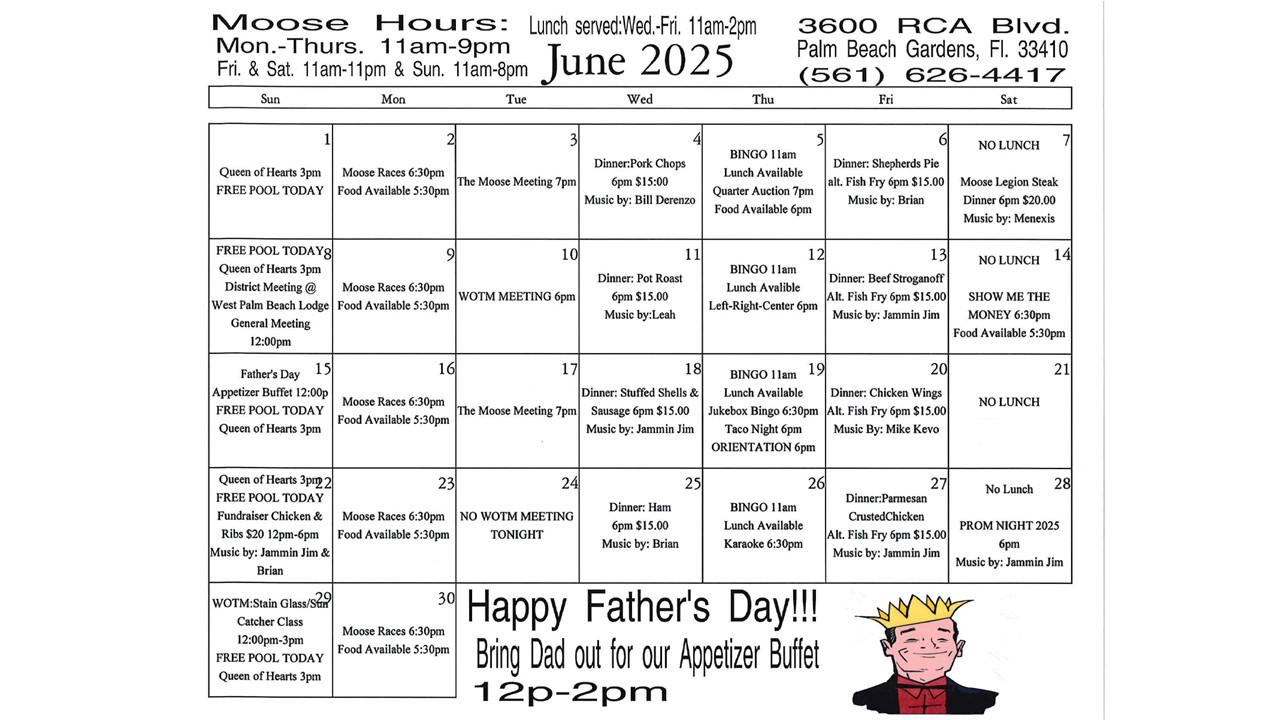 Moose Hours:
Mon.-Thurs. 11am-9pm
Fri. & Sat. 11am-11pm & Sun. 11am-8pm
Lunch served:Wed.-Fri. 11am-2pm
June 2025
3600 RCA Blvd.
Palm Beach Gardens, Fl. 33410
(561) 626-4417
Sun Mon Tue Wed Thu Fri Sat
1
Queen of Hearts 3pm
FREE POOL TODAY
2
Moose Races 6:30pm
Food Available 5:30pm
3
The Moose Meeting 7pm
4
Dinner:Pork Chops
6pm $15:00
Music by: Bill Derenzo
5
BINGO 11am
Lunch Available
Quarter Auction 7pm
Food Available 6pm
6
Dinner: Shepherds Pie
alt. Fish Fry 6pm $15.00
Music by: Brian
7
NO LUNCH
Moose Legion Steak
Dinner 6pm $20.00
Music by: Menexis
8
FREE POOL TODAY
Queen of Hearts 3pm
District Meeting @
West Palm Beach Lodge
General Meeting
12:00pm
9
Moose Races 6:30pm
Food Available 5:30pm
10
WOTM MEETING 6pm
11
Dinner: Pot Roast
6pm $15.00
Music by:Leah
12
BINGO 11am
Lunch Avalible
Left-Right-Center 6pm
13
Dinner: Beef Stroganoff
Alt. Fish Fry 6pm $15.00
Music by: Jammin Jim
14
NO LUNCH
SHOW ME THE
MONEY 6:30pm
Food Available 5:30pm
15
Father's Day
Appetizer Buffet 12:00p
FREE POOL TODAY
Queen of Hearts 3pm
16
Moose Races 6:30pm
Food Available 5:30pm
17
The Moose Meeting 7pm
18
Dinner: Stuffed Shells &
Sausage 6pm $15.00
Music by: Jammin Jim
19
BINGO 11am
Lunch Available
Jukebox Bingo 6:30pm
Taco Night 6pm
ORIENTATION 6pm
20
Dinner: Chicken Wings
Alt. Fish Fry 6pm $15.00
Music By: Mike Kevo
21
NO LUNCH
22
Queen of Hearts 3pm
FREE POOL TODAY
Fundraiser Chicken &
Ribs $20 12pm-6pm
Music by: Jammin Jim &
Brian
23
Moose Races 6:30pm
Food Available 5:30pm
24
NO WOTM MEETING
TONIGHT
25
Dinner: Ham
6pm $15.00
Music by: Brian
26
BINGO 11am
Lunch Available
Karaoke 6:30pm
27
Dinner:Parmesan
CrustedChicken
Alt. Fish Fry 6pm $15.00
Music by: Jammin Jim
28
No Lunch
PROM NIGHT 2025
6pm
Music by: Jammin Jim
29
WOTM:Stain Glass/Sun
Catcher Class
12:00pm-3pm
FREE POOL TODAY
Queen of Hearts 3pm
30
Moose Races 6:30pm
Food Available 5:30pm
Happy Father's Day!!!
Bring Dad out for our Appetizer Buffet
12p-2pm